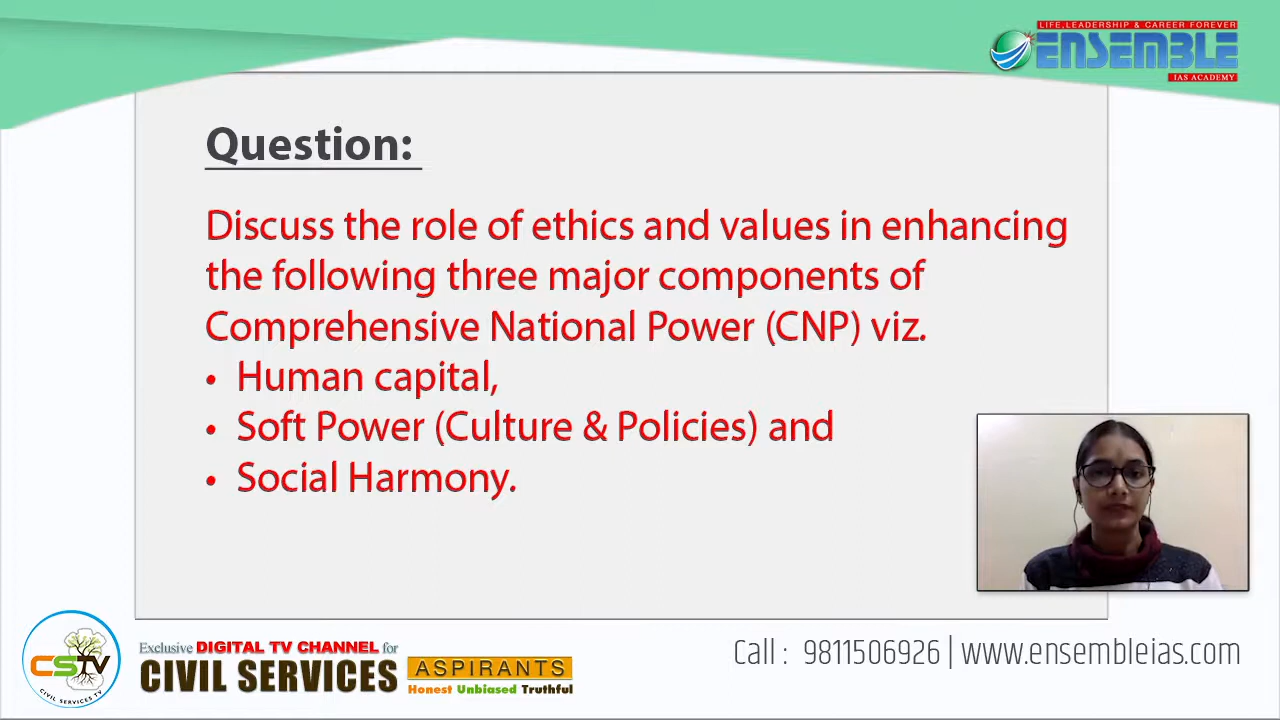 LIFE,LEADERSHIP & CAREER FOREVER
ENSEMBLE
IAS ACADEMY
Question:
Discuss the role of ethics and values in enhancing
the following three major components of
Comprehensive National Power (CNP) viz.
• Human capital,
• Soft Power (Culture & Policies) and
• Social Harmony.
CSTV
CIVIL SERVICES TV
Exclusive DIGITAL TV CHANNEL for
CIVIL SERVICES ASPIRANTS
Honest Unbiased Truthful
Call : 9811506926 | www.ensembleias.com